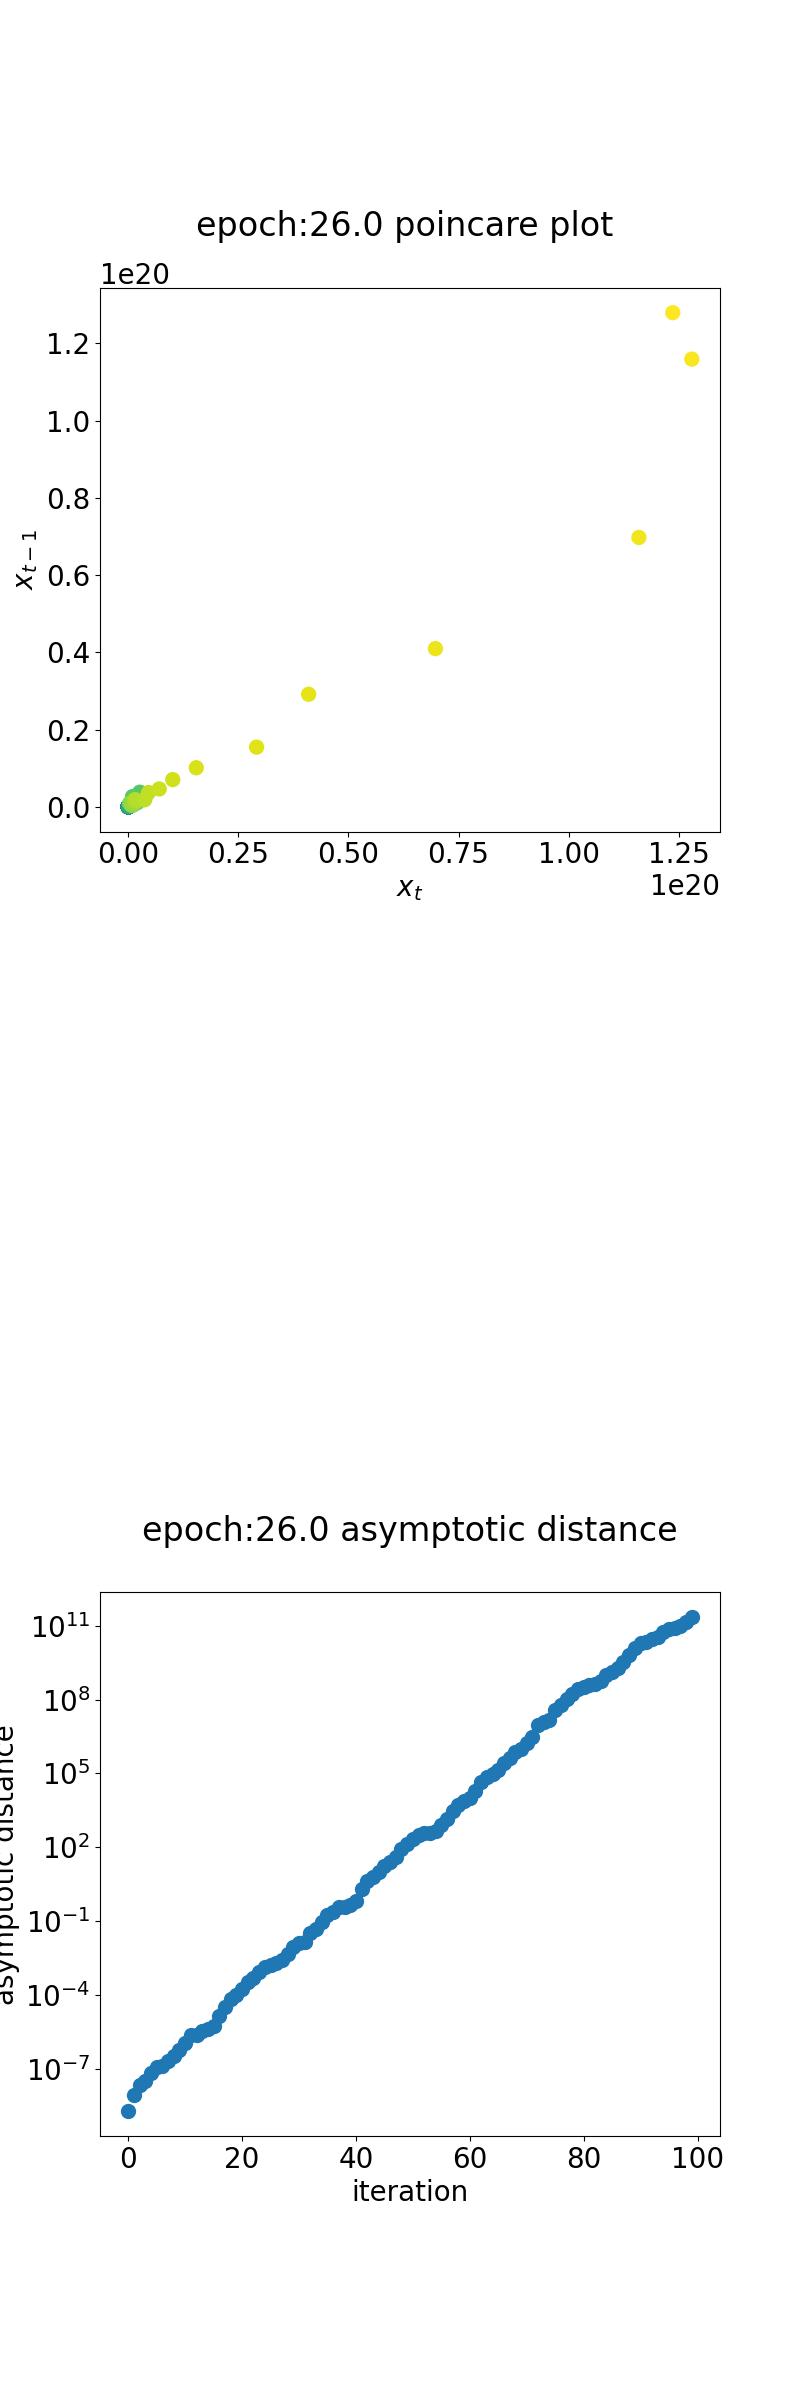 epoch:26.0 poincare plot
1e20
1.2
1.0
0.8
0.6
0.4
0.2
0.0
x_{t-1}
0.00 0.25 0.50 0.75 1.00 1.25
x_t
1e20
epoch:26.0 asymptotic distance
10^{11}
10^{8}
10^{5}
10^{2}
10^{-1}
10^{-4}
10^{-7}
asymptotic distance
0 20 40 60 80 100
iteration